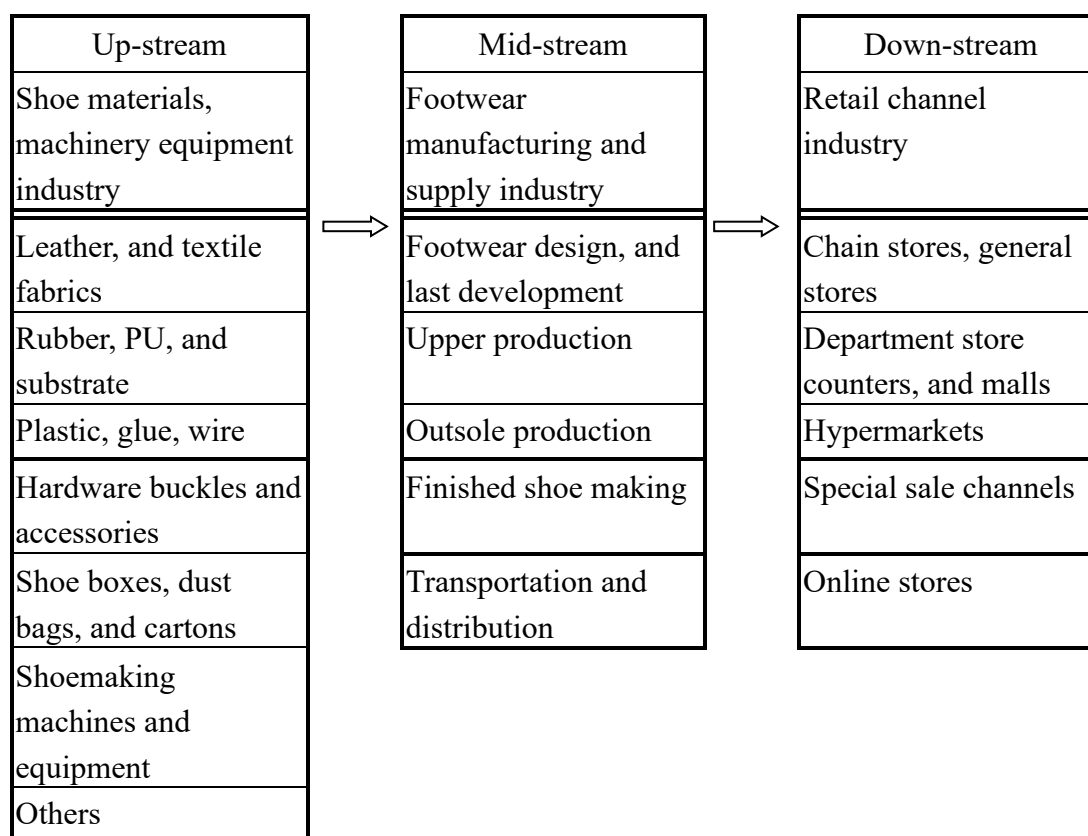 Up-stream
Shoe materials,
machinery equipment
industry
Leather, and textile
fabrics
Rubber, PU, and
substrate
Plastic, glue, wire
Hardware buckles and
accessories
Shoe boxes, dust
bags, and cartons
Shoemaking
machines and
equipment
Others
Mid-stream
Footwear
manufacturing and
supply industry
Footwear design, and
last development
Upper production
Outsole production
Finished shoe making
Transportation and
distribution
Down-stream
Retail channel
industry
Chain stores, general
stores
Department store
counters, and malls
Hypermarkets
Special sale channels
Online stores